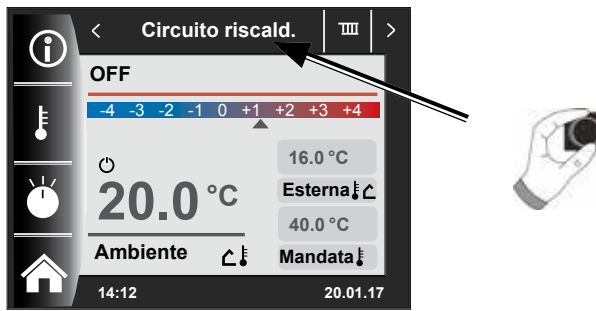 Circuito riscald.
OFF
-4 -3 -2 -1 0 +1 +2 +3 +4
16.0 °C
Esterna
20.0 °C
40.0 °C
Ambiente
Mandata
14:12 20.01.17